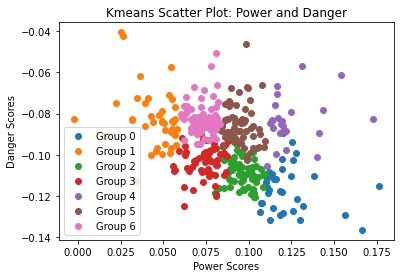 Kmeans Scatter Plot: Power and Danger
Danger Scores
−0.04
−0.06
−0.08
−0.10
−0.12
−0.14
Group 0
Group 1
Group 2
Group 3
Group 4
Group 5
Group 6
0.000 0.025 0.050 0.075 0.100 0.125 0.150 0.175
Power Scores